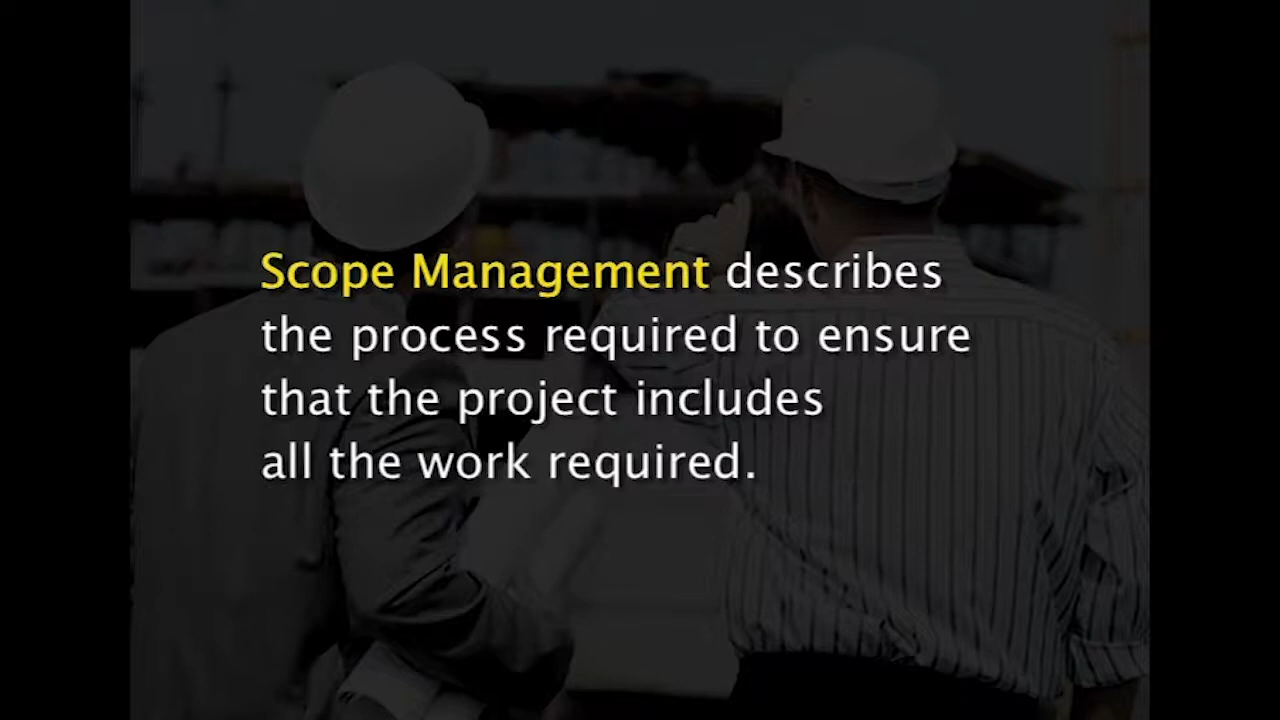 Scope Management describes
the process required to ensure
that the project includes
all the work required.